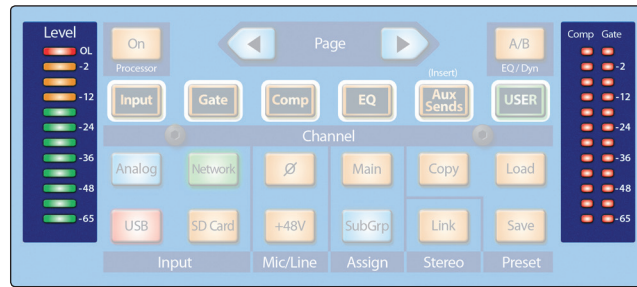 Level
OL
-2
-12
-24
-36
-48
-65
On
Processor
Page
A/B
EQ/Dyn
Comp Gate
-2
-12
-24
-36
-48
-65
Input
Gate
Comp
EQ
(Insert)
Aux
Sends
USER
Channel
Analog
Network
Ø
Main
Copy
Load
USB
SD Card
+48V
SubGrp
Link
Save
Input
Mic/Line
Assign
Stereo
Preset